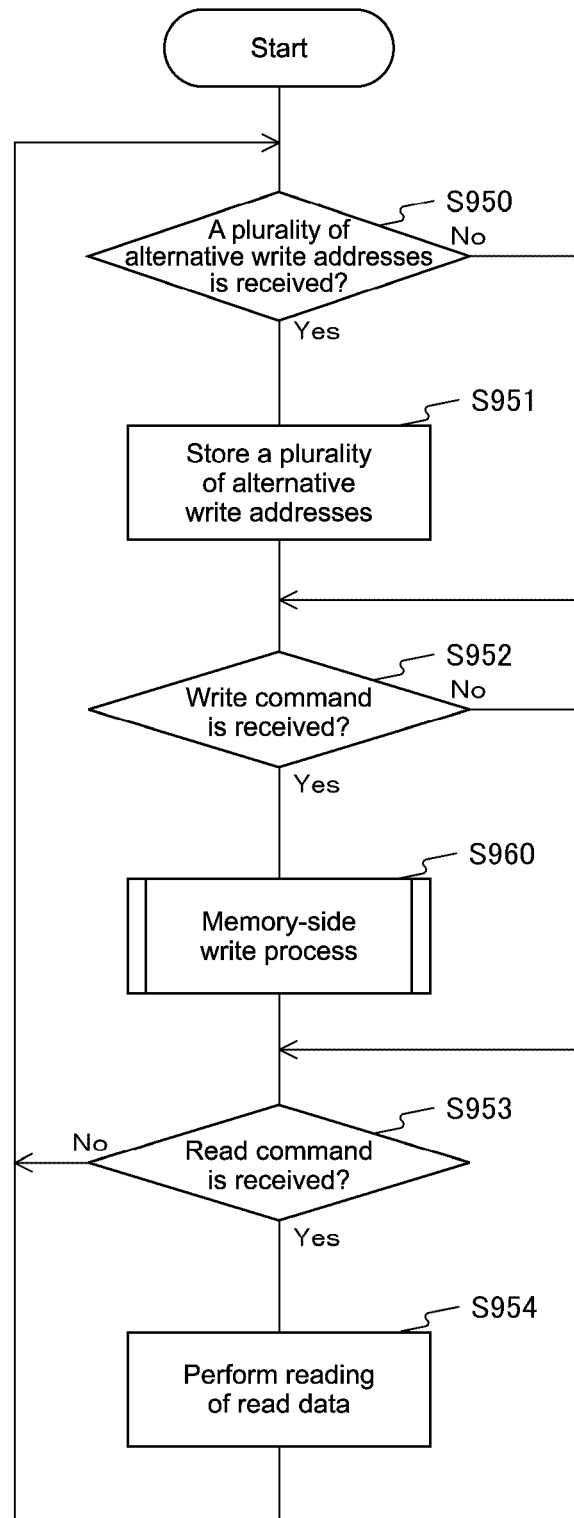 Start
S950
A plurality of
alternative write addresses
is received?
No
Yes
S951
Store a plurality
of alternative
write addresses
S952
Write command
is received?
No
Yes
S960
Memory-side
write process
S953
No
Read command
is received?
Yes
S954
Perform reading
of read data